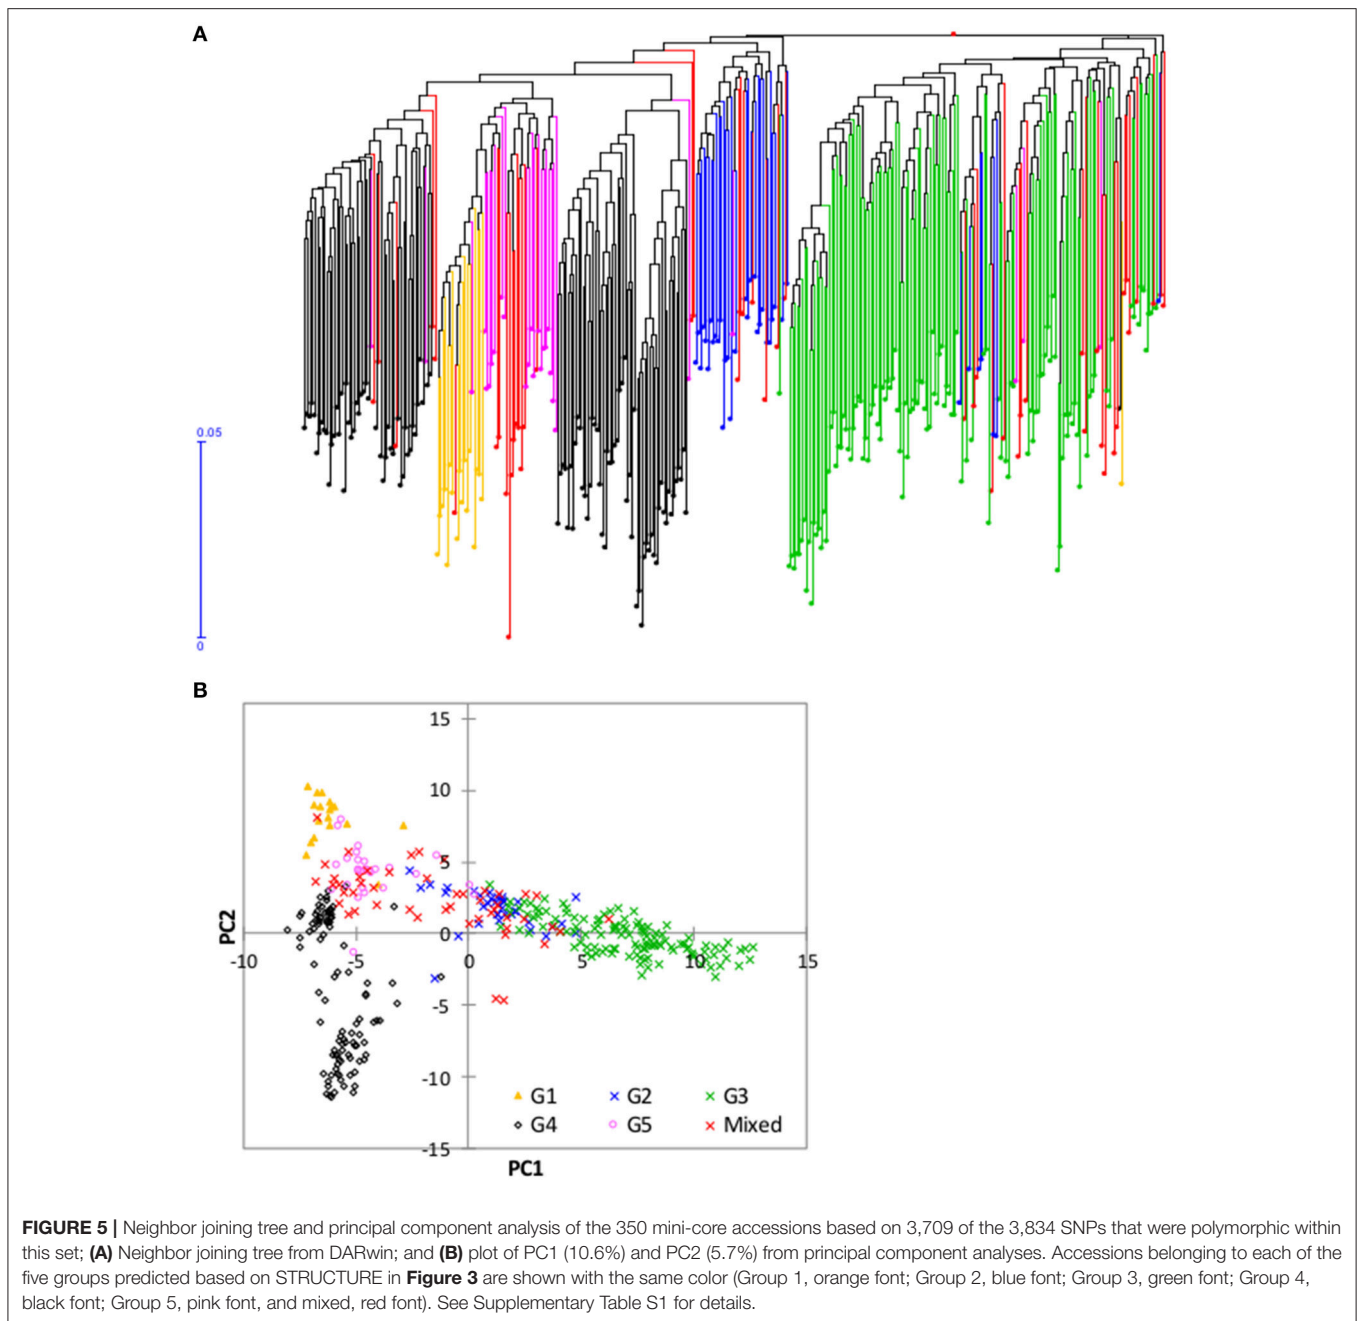 A
0.05
0
B
15
10
5
0
-10
-5
0
5
10
15
-5
-10
-15
PC2
G1 G2 G3
G4 G5 Mixed
PC1
FIGURE 5 | Neighbor joining tree and principal component analysis of the 350 mini-core accessions based on 3,709 of the 3,834 SNPs that were polymorphic within
this set; (A) Neighbor joining tree from DARwin; and (B) plot of PC1 (10.6%) and PC2 (5.7%) from principal component analyses. Accessions belonging to each of the
five groups predicted based on STRUCTURE in Figure 3 are shown with the same color (Group 1, orange font; Group 2, blue font; Group 3, green font; Group 4,
black font; Group 5, pink font, and mixed, red font). See Supplementary Table S1 for details.